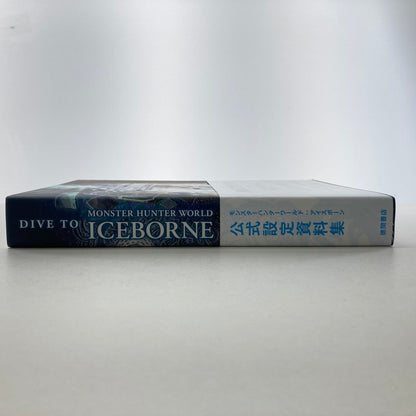 DIVE TO
MONSTER HUNTER WORLD
ICEBORNE
モンスターハンターワールド：アイスボーン
公式設定資料集
徳間書店